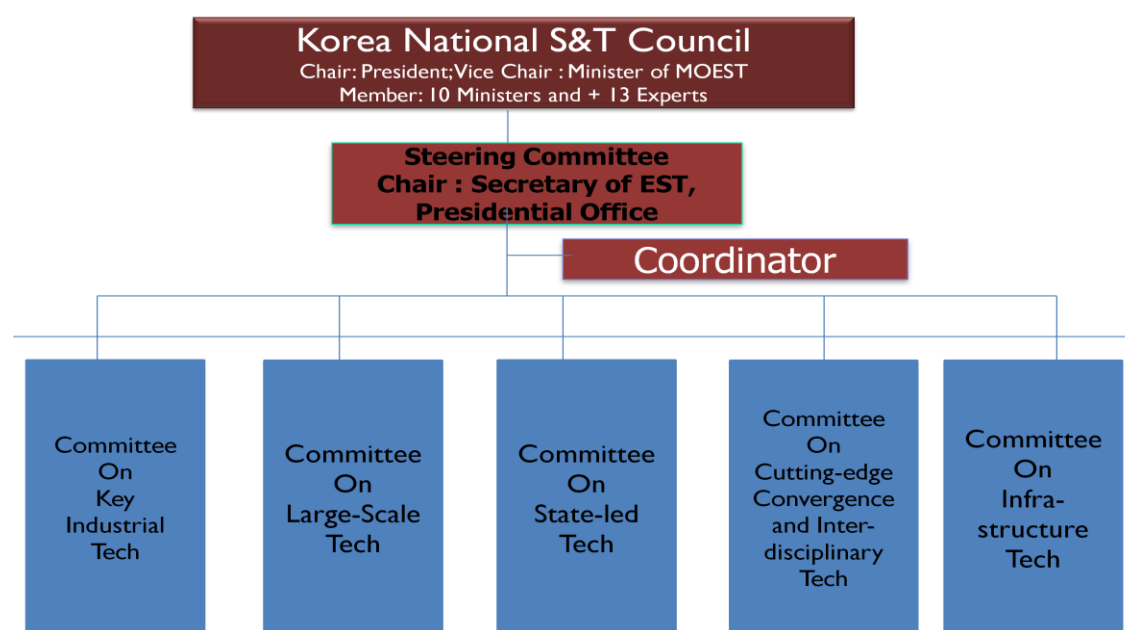 Korea National S&T Council
Chair: President; Vice Chair : Minister of MOEST
Member: 10 Ministers and + 13 Experts
Steering Committee
Chair : Secretary of EST,
Presidential Office
Coordinator
Committee
On
Key
Industrial
Tech
Committee
On
Large-Scale
Tech
Committee
On
State-led
Tech
Committee
On
Cutting-edge
Convergence
and Inter-
disciplinary
Tech
Committee
On
Infra-
structure
Tech